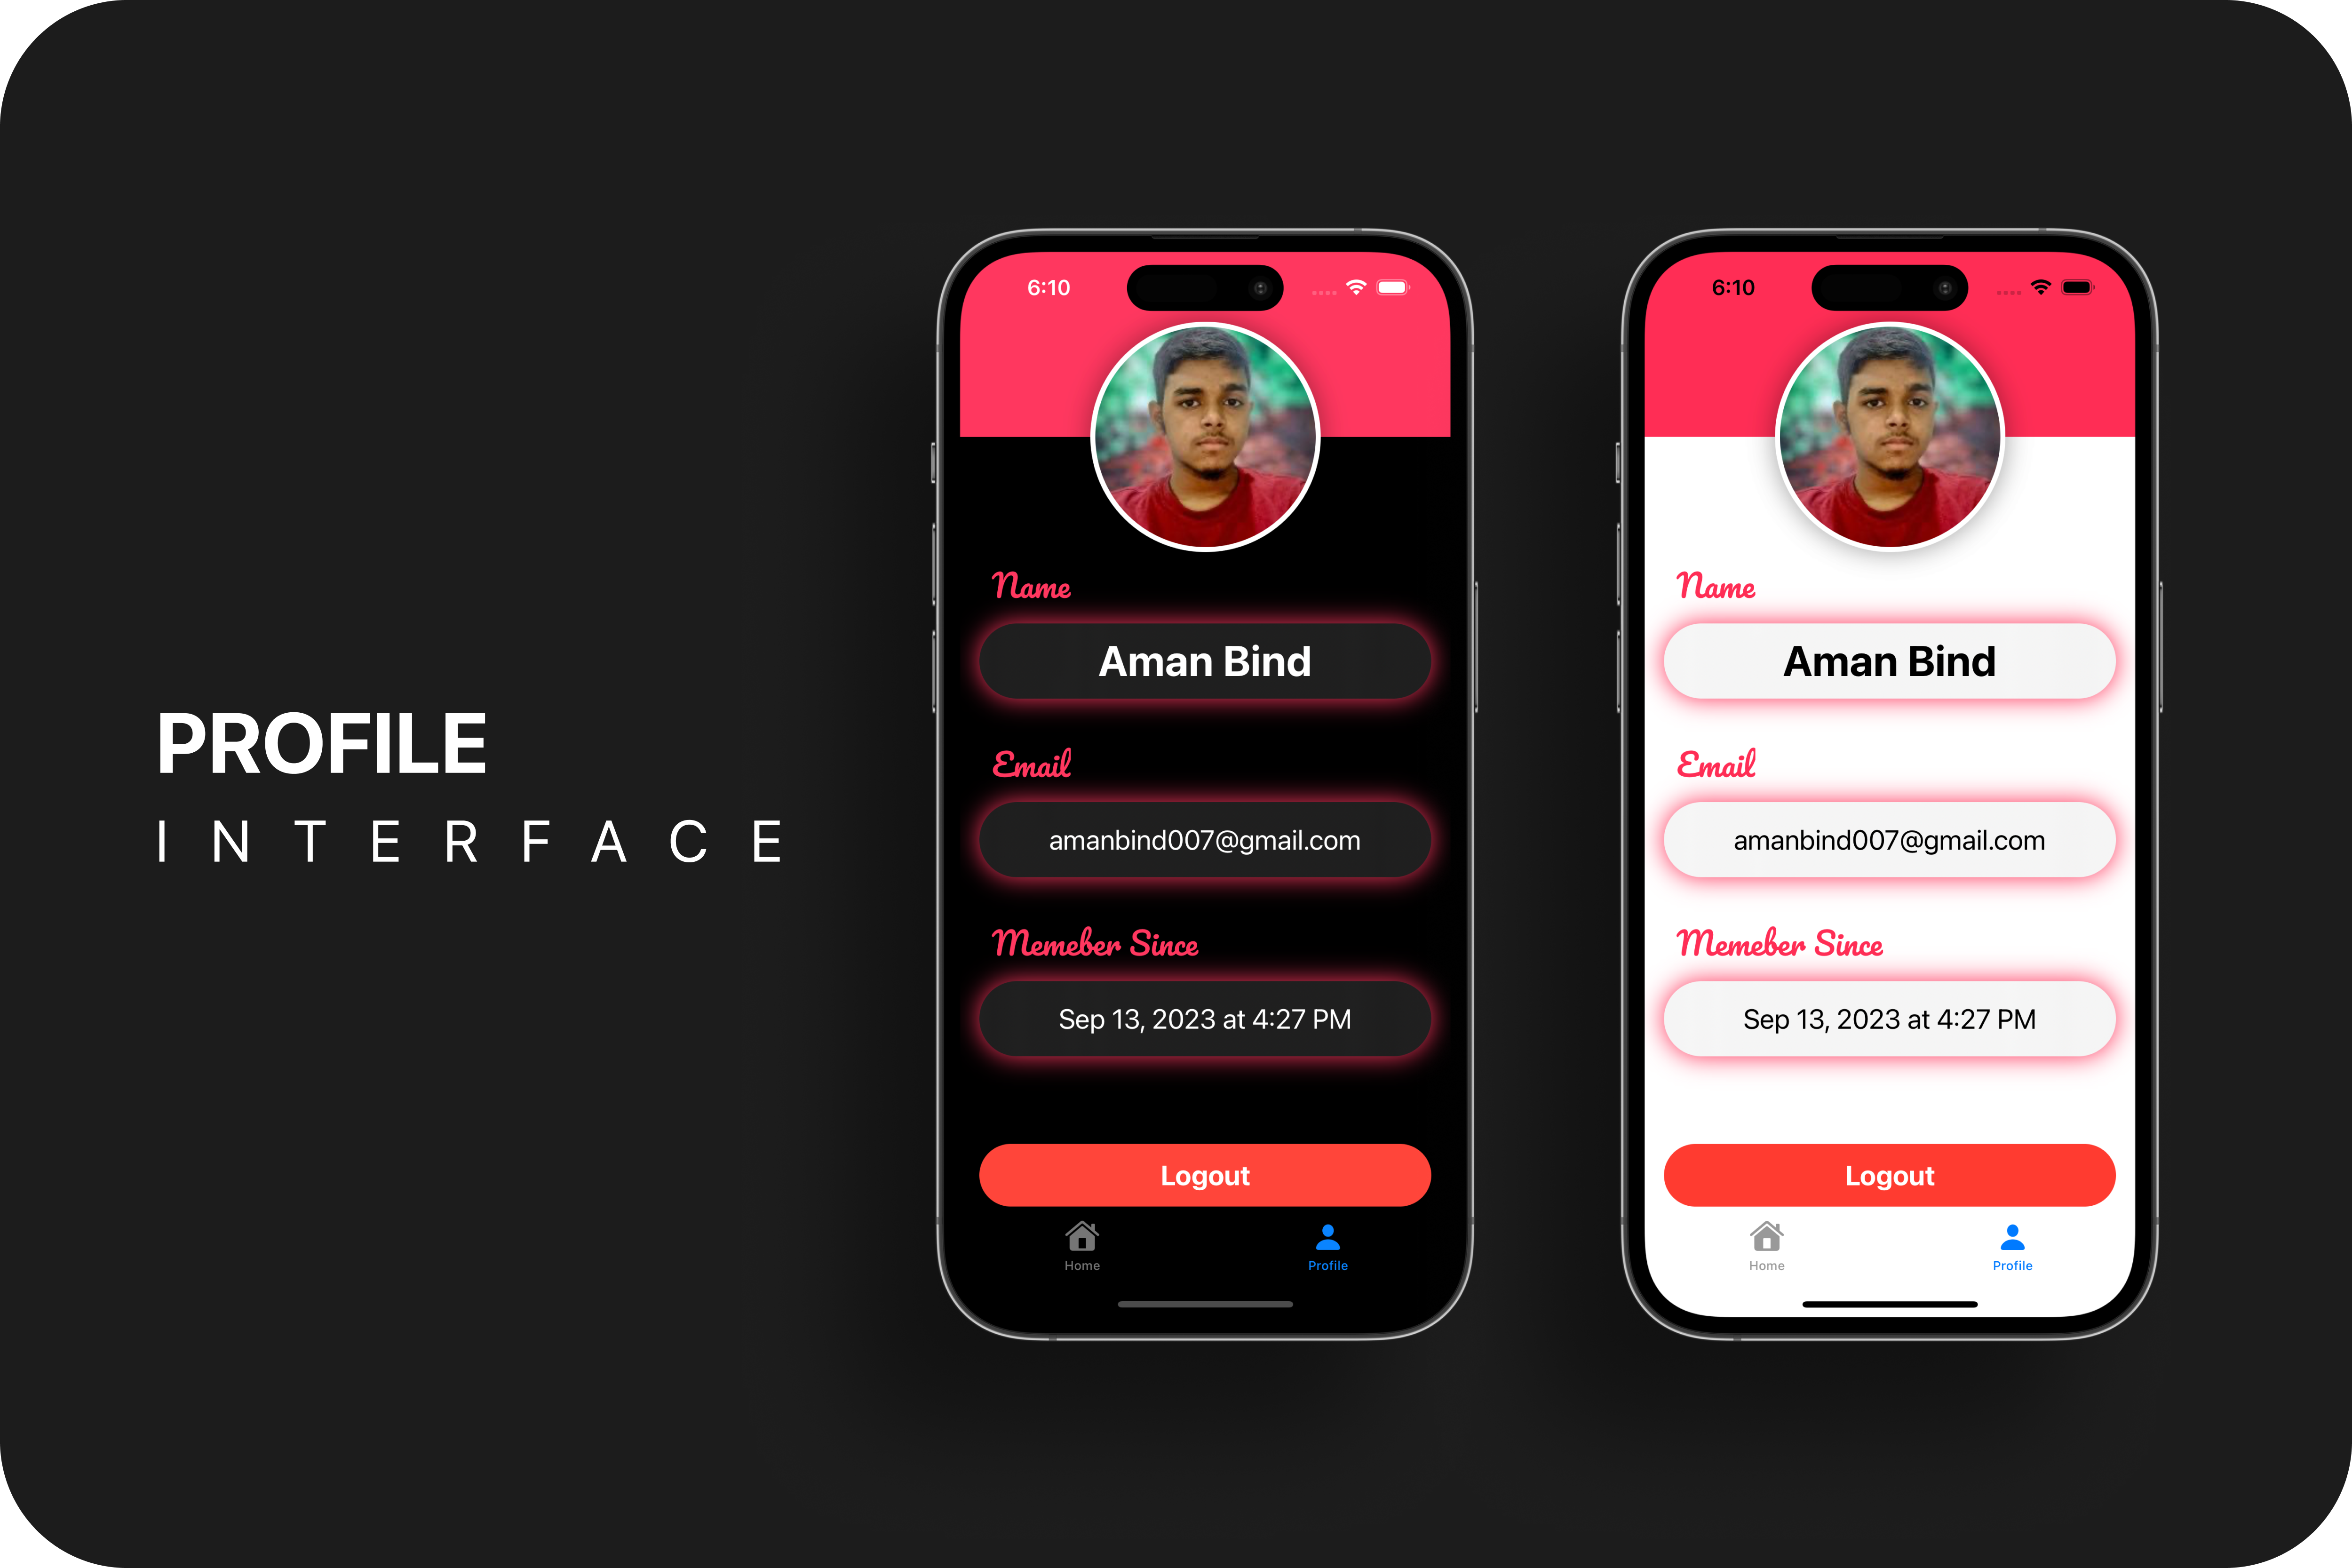 PROFILE
INTERFACE
6:10
Name
Aman Bind
Email
amanbind007@gmail.com
Memeber Since
Sep 13, 2023 at 4:27 PM
Logout
Home
Profile
6:10
Name
Aman Bind
Email
amanbind007@gmail.com
Memeber Since
Sep 13, 2023 at 4:27 PM
Logout
Home
Profile